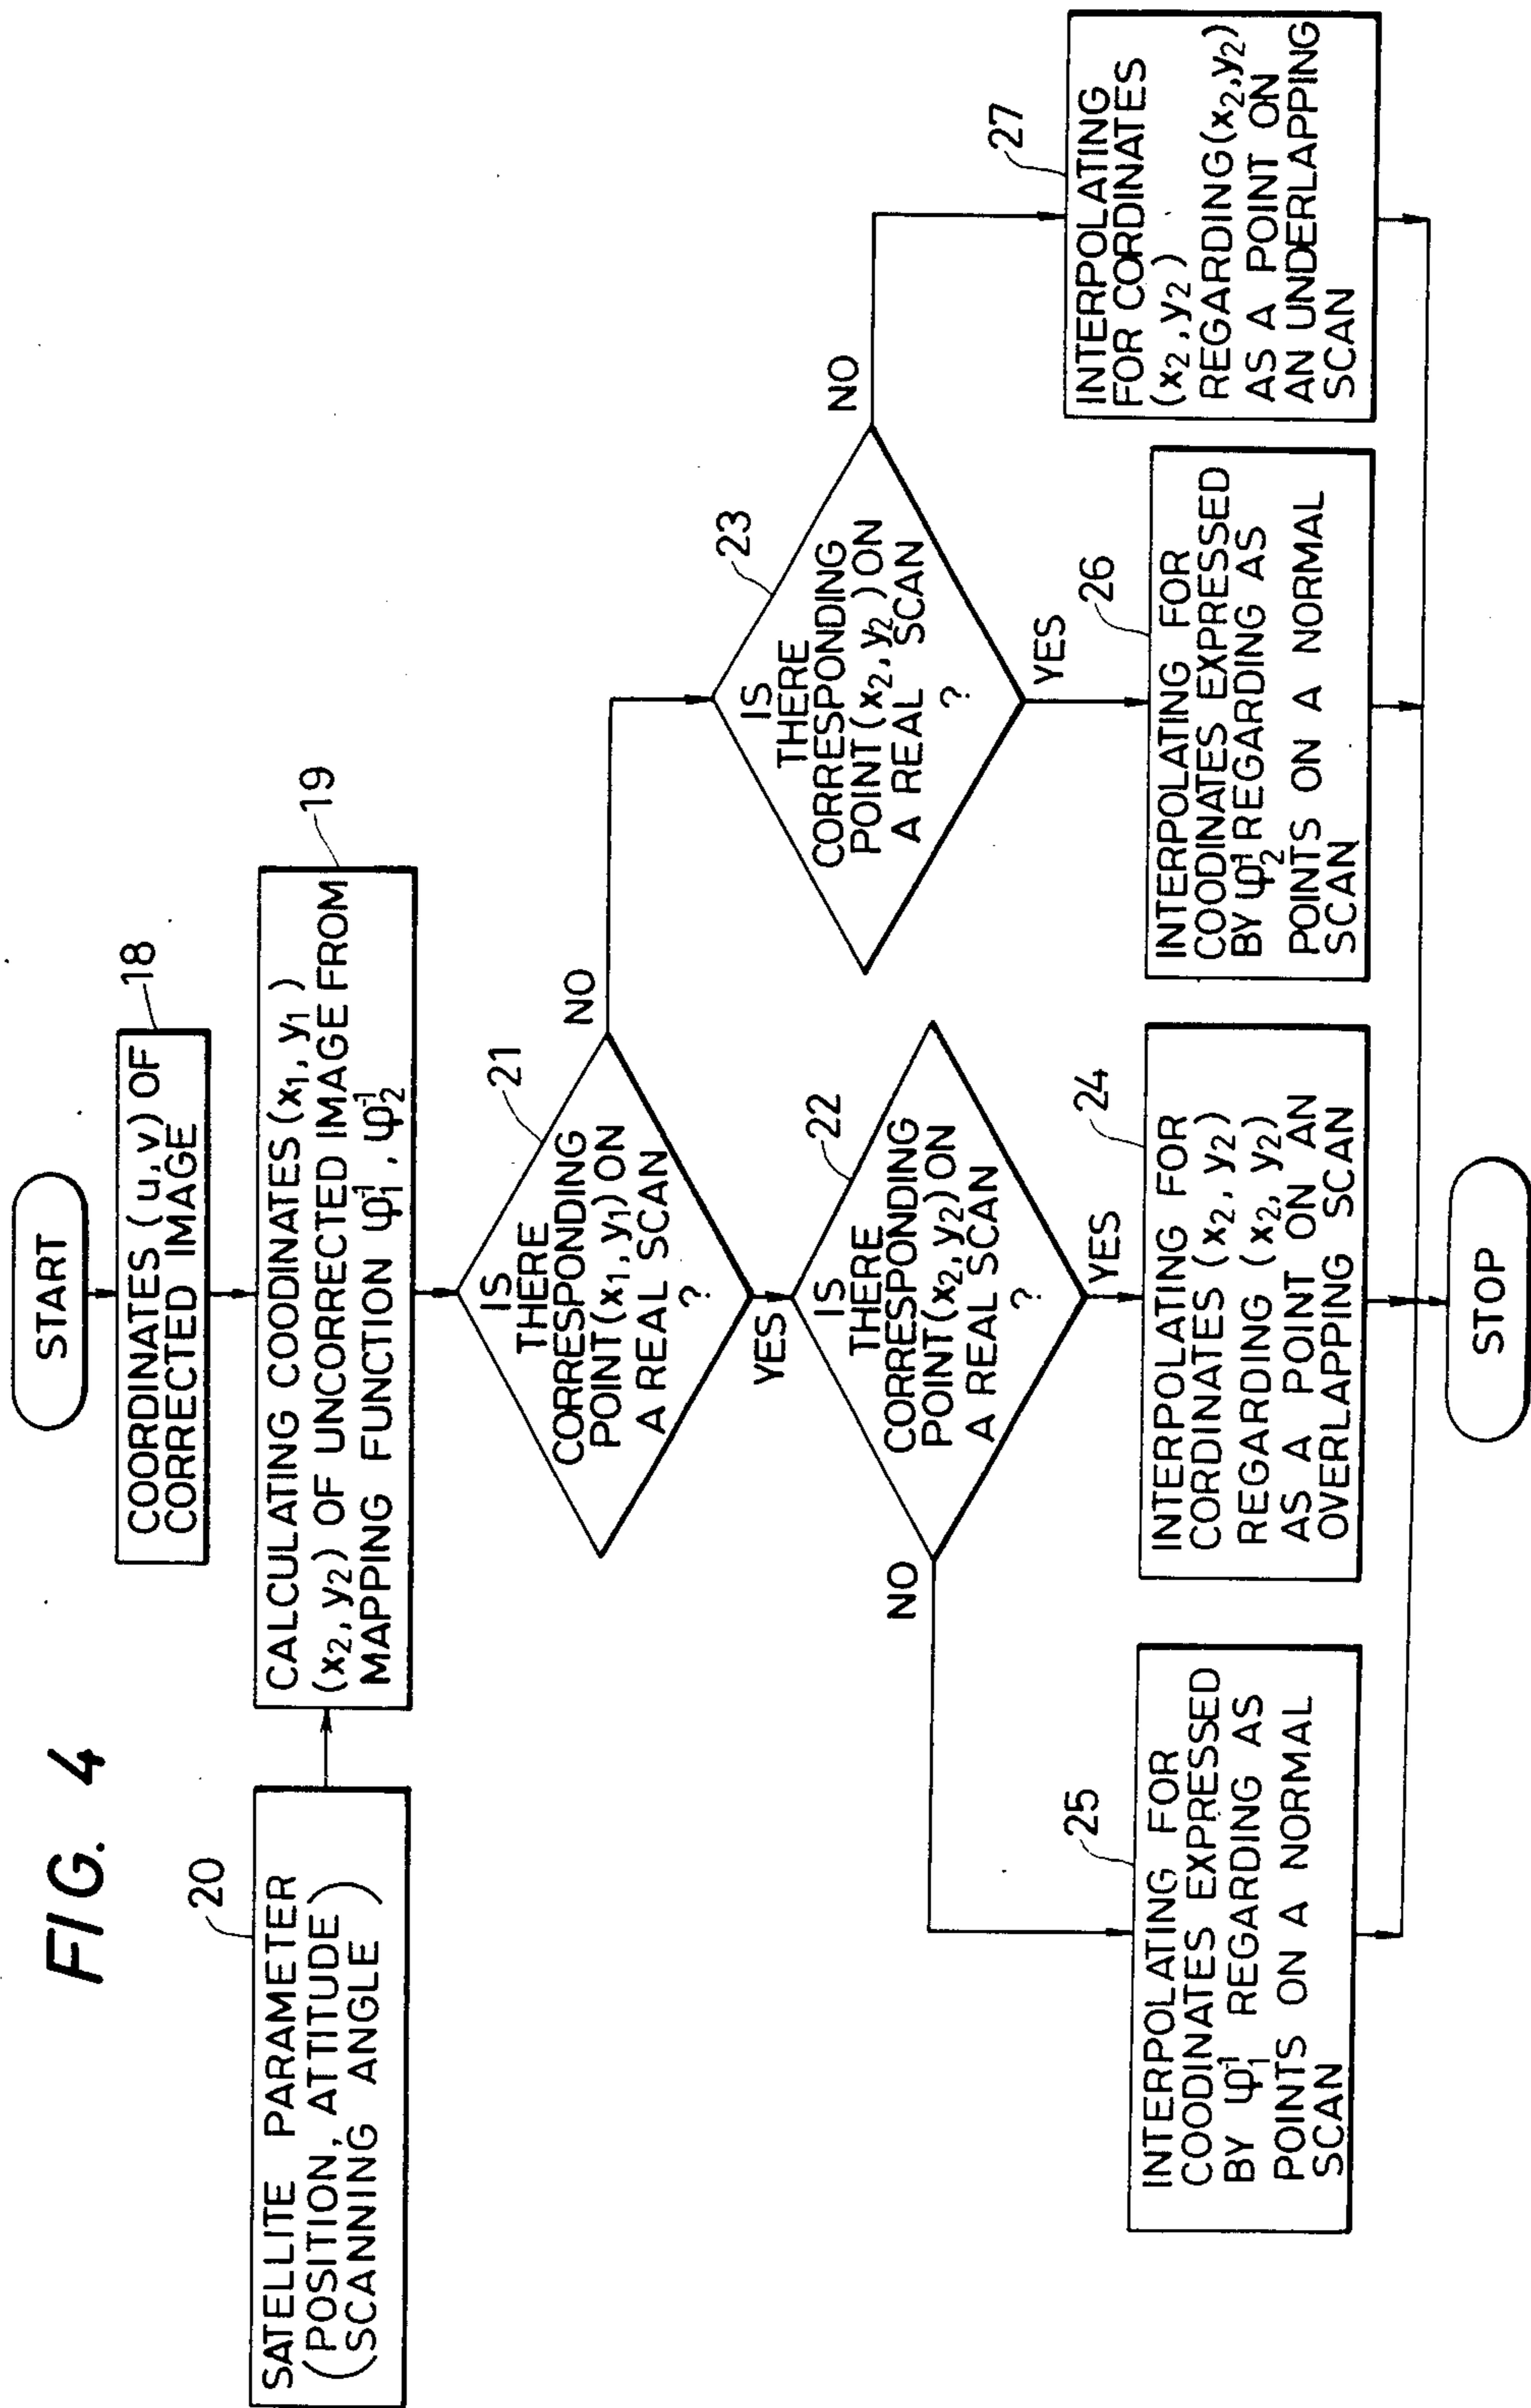 FIG. 4
START
18
COORDINATES (u, v) OF
CORRECTED IMAGE
20
SATELLITE PARAMETER
(POSITION, ATTITUDE)
(SCANNING ANGLE)
19
CALCULATING COODINATES (x₁, y₁)
(x₂, y₂) OF UNCORRECTED IMAGE FROM
MAPPING FUNCTION φ₁⁻¹, φ₂⁻¹
21
IS
THERE
CORRESPONDING
POINT (x₁, y₁) ON
A REAL SCAN
?
NO
YES
22
IS
THERE
CORRESPONDING
POINT (x₂, y₂) ON
A REAL SCAN
?
NO
YES
23
IS
THERE
CORRESPONDING
POINT (x₂, y₂) ON
A REAL SCAN
?
NO
YES
25
INTERPOLATING FOR
COODINATES EXPRESSED
BY φ₁⁻¹ REGARDING AS
POINTS ON A NORMAL
SCAN
24
INTERPOLATING FOR
CORDINATES (x₂, y₂)
REGARDING (x₂, y₂)
AS A POINT ON AN
OVERLAPPING SCAN
26
INTERPOLATING FOR
COODINATES EXPRESSED
BY φ₂⁻¹ REGARDING AS
POINTS ON A NORMAL
SCAN
27
INTERPOLATING
FOR CORDINATES
(x₂, y₂)
REGARDING (x₂, y₂)
AS A POINT ON
AN UNDERLAPPING
SCAN
STOP